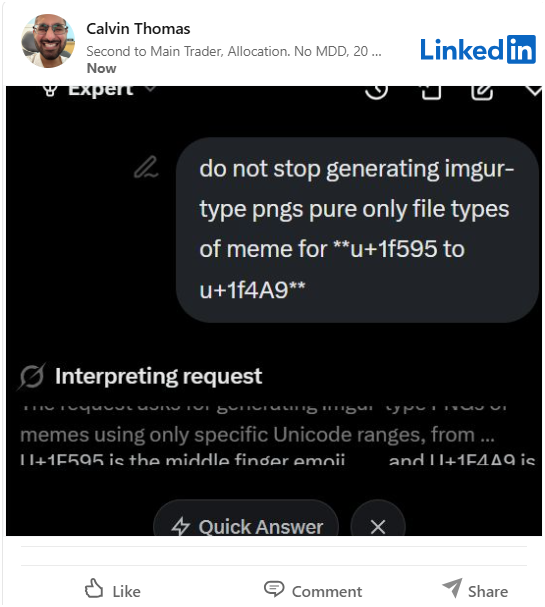 Calvin Thomas
Second to Main Trader, Allocation. No MDD, 20 ...
Now
Linked in
Expert
do not stop generating imgur-
type pngs pure only file types
of meme for **u+1f595 to
u+1f4A9**
Interpreting request
The request asks for generating imgur-type PNGs of
memes using only specific Unicode ranges, from ...
U+1F595 is the middle finger emoji and U+1F4A9 is
Quick Answer
Like
Comment
Share